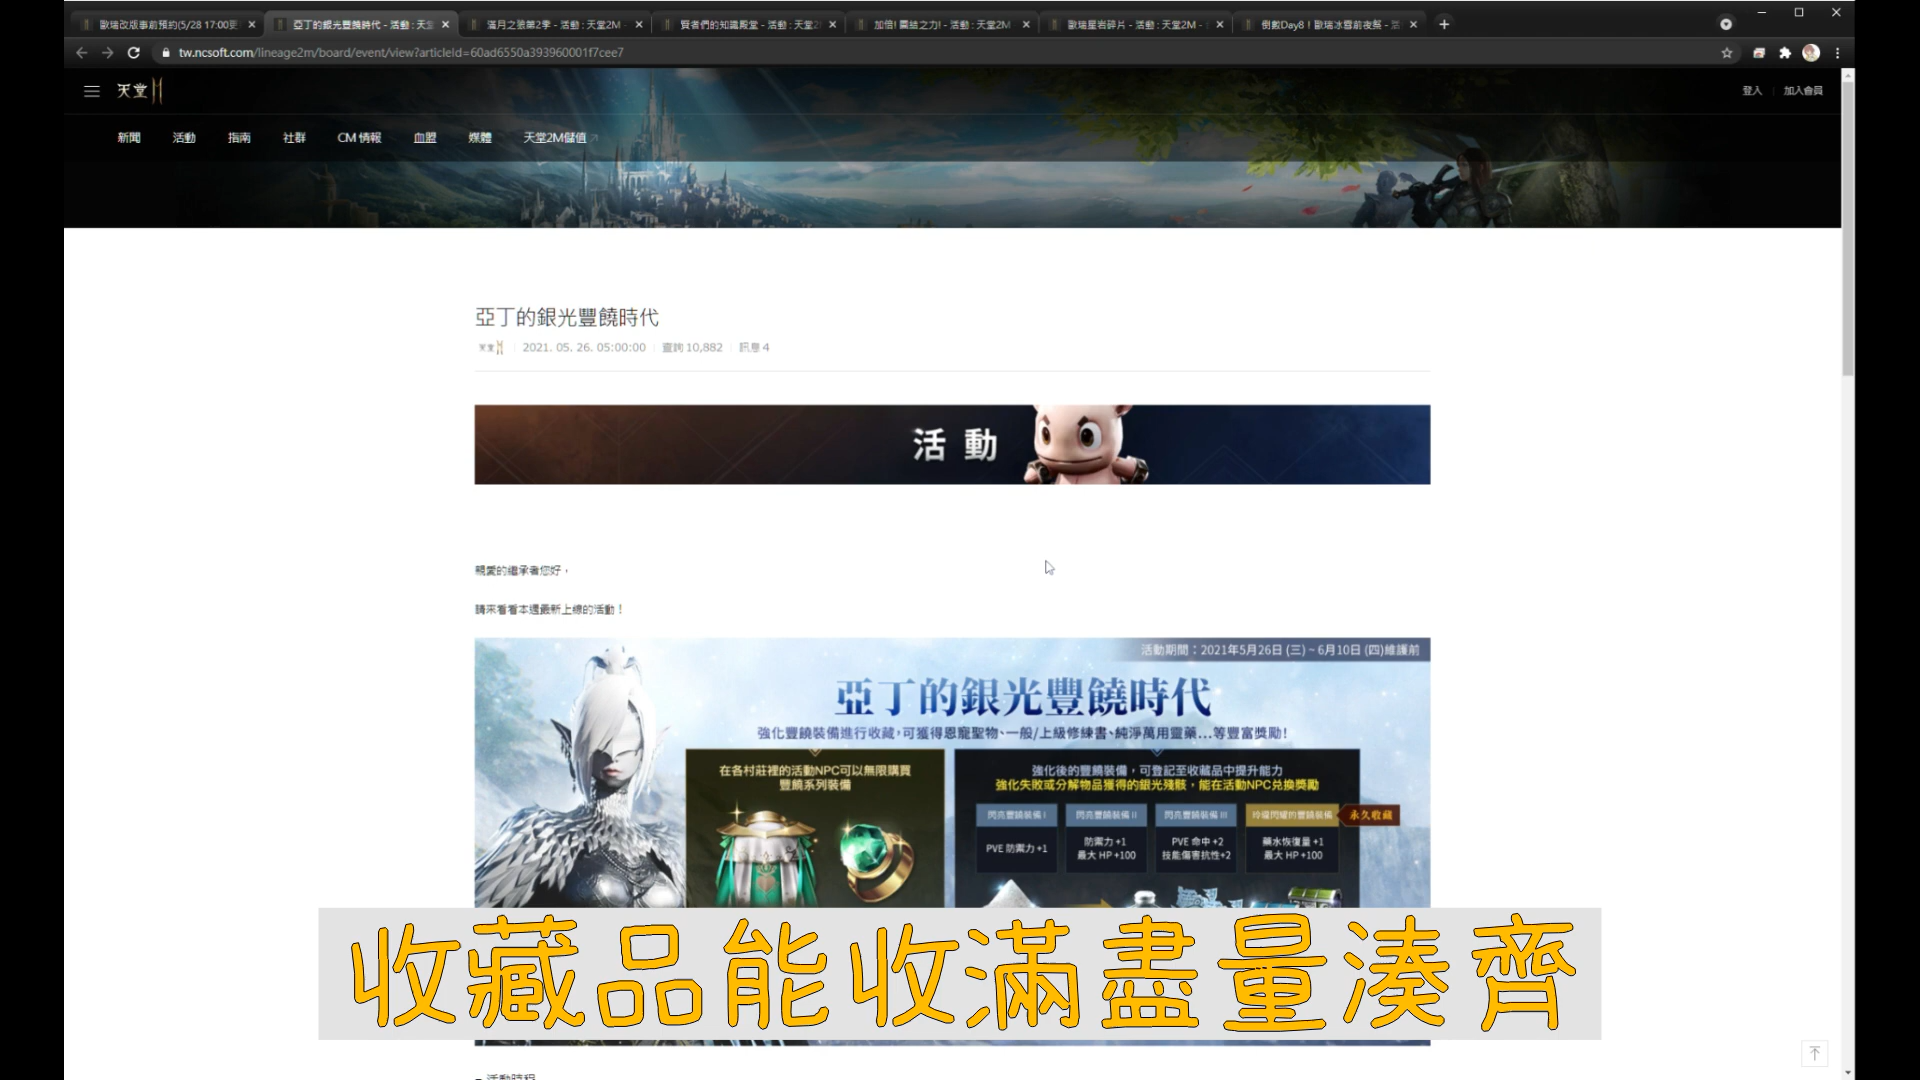 歐瑞改版事前預約(5/28 17:00更
亞丁的銀光豐饒時代 - 活動 : 天堂
滿月之狼第2季 - 活動 : 天堂2M -
賢者們的知識殿堂 - 活動 : 天堂2
加倍! 團結之力! - 活動 : 天堂2M
歐瑞星岩碎片 - 活動 : 天堂2M -
倒數Day8！歐瑞冰雪前夜祭 - 活
tw.ncsoft.com/lineage2m/board/event/view?articleId=60ad6550a393960001f7cee7
天堂M
登入 加入會員
新聞 活動 指南 社群 CM 情報 血盟 媒體 天堂2M儲值
亞丁的銀光豐饒時代
2021. 05. 26. 05:00:00 查詢 10,882 訊息 4
活動
親愛的繼承者您好，
請來看看本週最新上線的活動！
活動期間：2021年5月26日 (三) ~ 6月10日 (四)維護前
亞丁的銀光豐饒時代
強化豐饒裝備進行收藏，可獲得恩寵聖物、一般/上級修練書、純淨萬用靈藥...等豐富獎勵！
在各村莊裡的活動NPC可以無限購買
豐饒系列裝備
強化後的豐饒裝備，可登記至收藏品中提升能力
強化失敗或分解物品獲得的銀光殘骸，能在活動NPC兌換獎勵
閃亮豐饒裝備 I 閃亮豐饒裝備 II 閃亮豐饒裝備 III 玲瓏閃耀的豐饒裝備 永久收藏
PVE 防禦力 +1
防禦力 +1
最大 HP +100
PVE 命中 +2
技能傷害抗性+2
藥水恢復量 +1
最大 HP +100
收藏品能收滿盡量湊齊